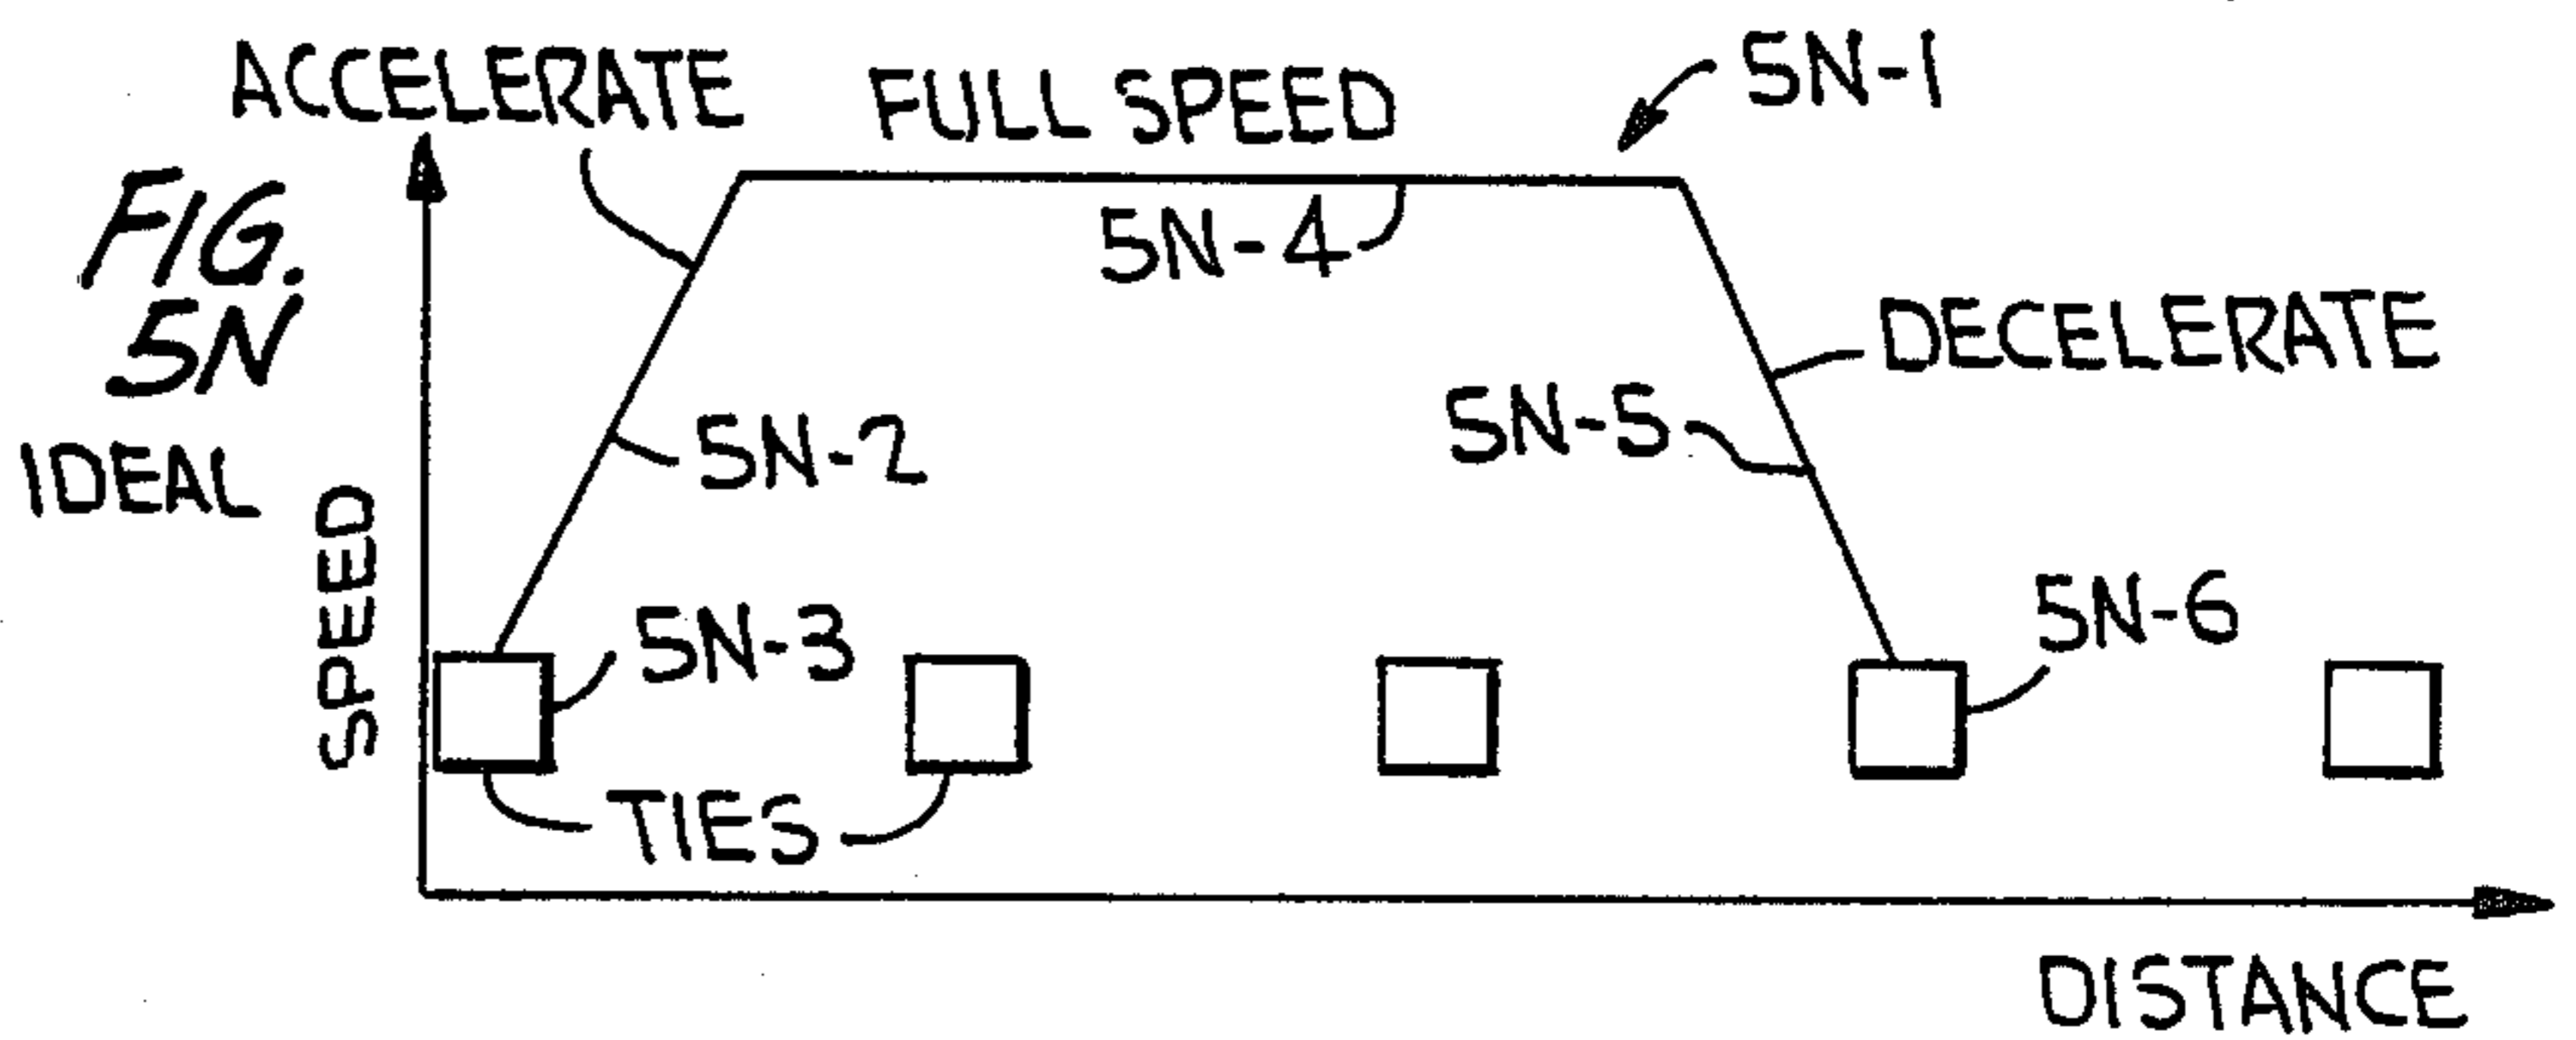 ACCELERATE
FULL SPEED
5N-1
FIG.
5N
IDEAL
5N-4
DECELERATE
5N-2
5N-5
SPEED
5N-3
5N-6
TIES
DISTANCE